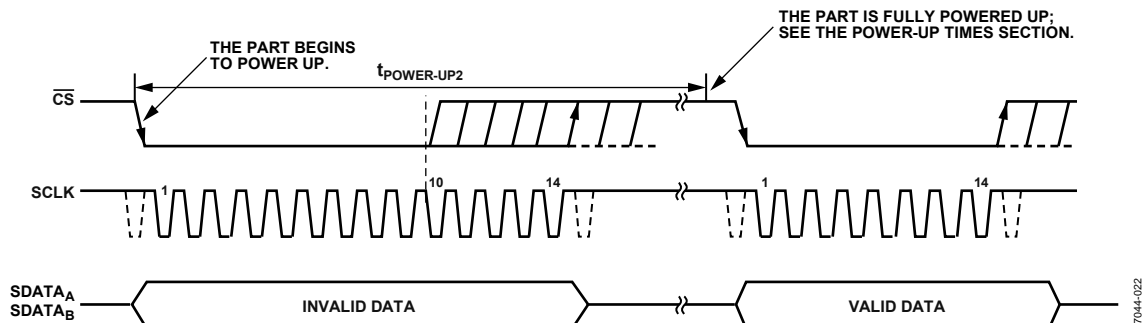 THE PART IS FULLY POWERED UP;
SEE THE POWER-UP TIMES SECTION.
THE PART BEGINS
TO POWER UP.
tPOWER-UP2
CS
SCLK
1
10
14
1
14
SDATAA
SDATAB
INVALID DATA
VALID DATA
7044-022